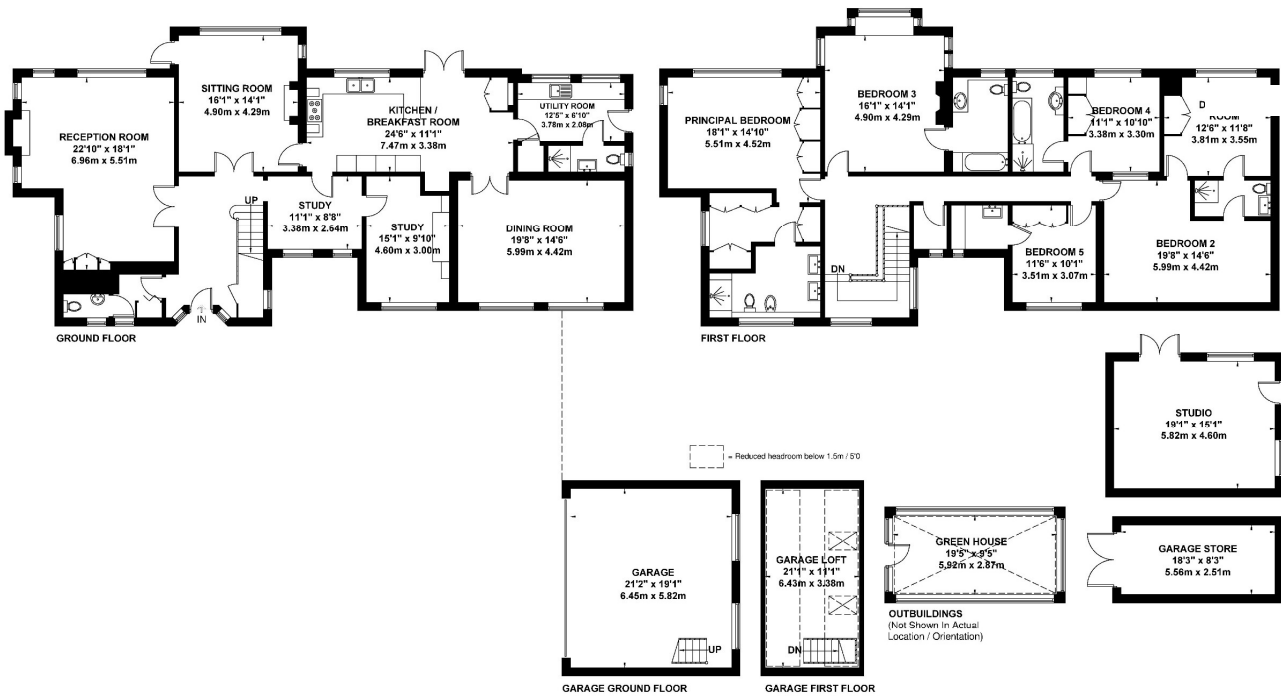 RECEPTION ROOM
22'10" x 18'1"
6.96m x 5.51m
SITTING ROOM
16'1" x 14'1"
4.90m x 4.29m
KITCHEN /
BREAKFAST ROOM
24'6" x 11'1"
7.47m x 3.38m
UTILITY ROOM
12'5" x 6'10"
3.78m x 2.08m
UP
STUDY
11'1" x 8'8"
3.38m x 2.64m
STUDY
15'1" x 9'10"
4.60m x 3.00m
DINING ROOM
19'8" x 14'6"
5.99m x 4.42m
IN
GROUND FLOOR
PRINCIPAL BEDROOM
18'1" x 14'10"
5.51m x 4.52m
BEDROOM 3
16'1" x 14'1"
4.90m x 4.29m
BEDROOM 4
11'1" x 10'10"
3.38m x 3.30m
D
ROOM
12'6" x 11'8"
3.81m x 3.55m
DN
BEDROOM 5
11'6" x 10'1"
3.51m x 3.07m
BEDROOM 2
19'8" x 14'6"
5.99m x 4.42m
FIRST FLOOR
STUDIO
19'1" x 15'1"
5.82m x 4.60m
= Reduced headroom below 1.5m / 5'0
GARAGE
21'2" x 19'1"
6.45m x 5.82m
UP
GARAGE GROUND FLOOR
GARAGE LOFT
21'1" x 11'1"
6.43m x 3.38m
DN
GARAGE FIRST FLOOR
GREEN HOUSE
19'5" x 9'5"
5.92m x 2.87m
OUTBUILDINGS
(Not Shown In Actual
Location / Orientation)
GARAGE STORE
18'3" x 8'3"
5.56m x 2.51m